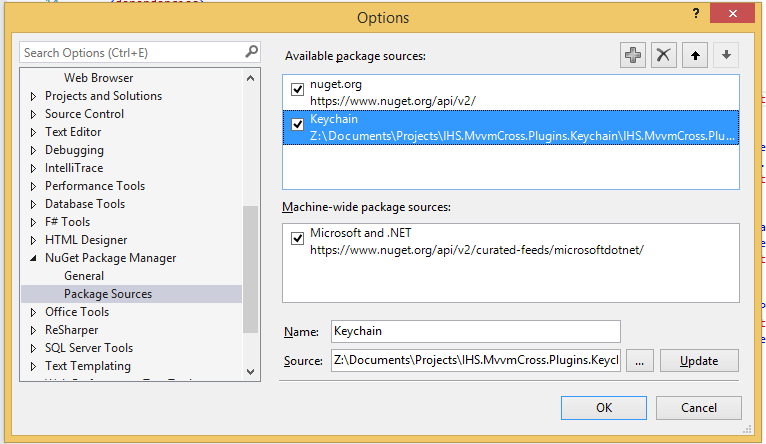 Options
?
Search Options (Ctrl+E)
Web Browser
Projects and Solutions
Source Control
Text Editor
Debugging
IntelliTrace
Performance Tools
Database Tools
F# Tools
HTML Designer
NuGet Package Manager
General
Package Sources
Office Tools
ReSharper
SQL Server Tools
Text Templating
Available package sources:
nuget.org
https://www.nuget.org/api/v2/
Keychain
Z:\Documents\Projects\IHS.MvvmCross.Plugins.Keychain\IHS.MvvmCross.Plu...
Machine-wide package sources:
Microsoft and .NET
https://www.nuget.org/api/v2/curated-feeds/microsoftdotnet/
Name: Keychain
Source: Z:\Documents\Projects\IHS.MvvmCross.Plugins.Keycl ... Update
OK Cancel